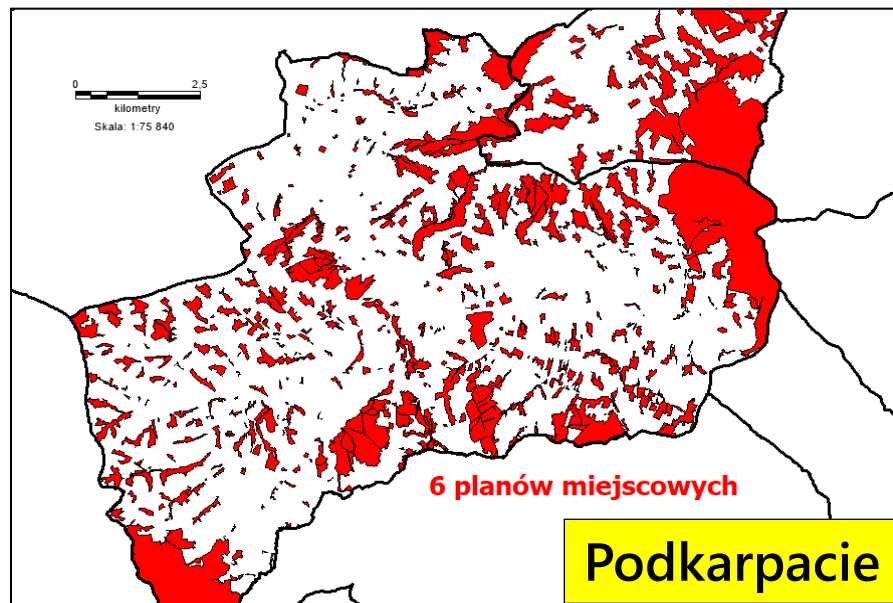 0 2,5
kilometry
Skala: 1:75 840
6 planów miejscowych
Podkarpacie